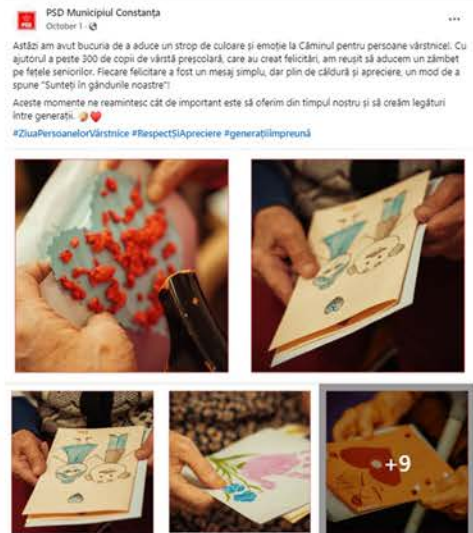 PSD Municipiul Constanța
October 1
PSD
Astăzi am avut bucuria de a aduce un strop de culoare și emoție la Căminul pentru persoane vârstnice!. Cu
ajutorul a peste 300 de copii de vârstă preșcolară, care au creat felicitări, am reușit să aducem un zâmbet
pe fețele seniorilor. Fiecare felicitare a fost un mesaj simplu, dar plin de căldură și apreciere, un mod de a
spune "Sunteți în gândurile noastre"!
Aceste momente ne reamintesc cât de important este să oferim din timpul nostru și să creăm legături
între generații.
#ZiuaPersoanelorVârstnice #RespectȘiApreciere #generațiiîmpreună
+9